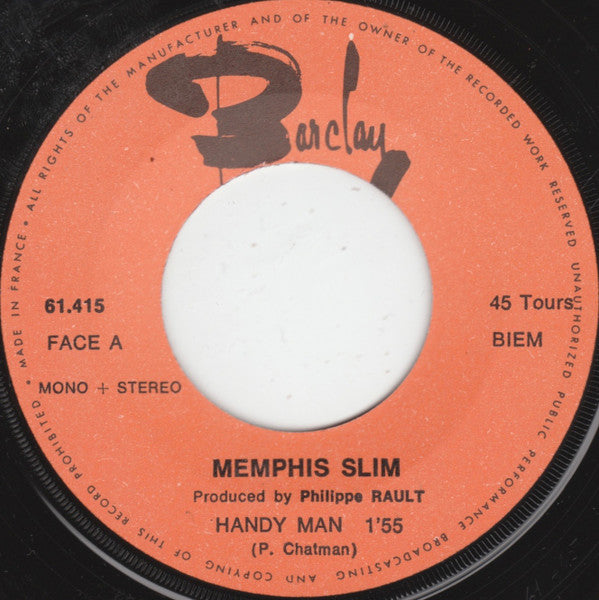 • ALL RIGHTS OF THE MANUFACTURER AND OF THE OWNER OF THE RECORDED WORK RESERVED UNAUTHORIZED PUBLIC PERFORMANCE BROADCASTING AND COPYING OF THIS RECORD PROHIBITED • MADE IN FRANCE
Barclay
61.415
45 Tours
FACE A
BIEM
MONO + STEREO
MEMPHIS SLIM
Produced by Philippe RAULT
HANDY MAN 1'55
(P. Chatman)